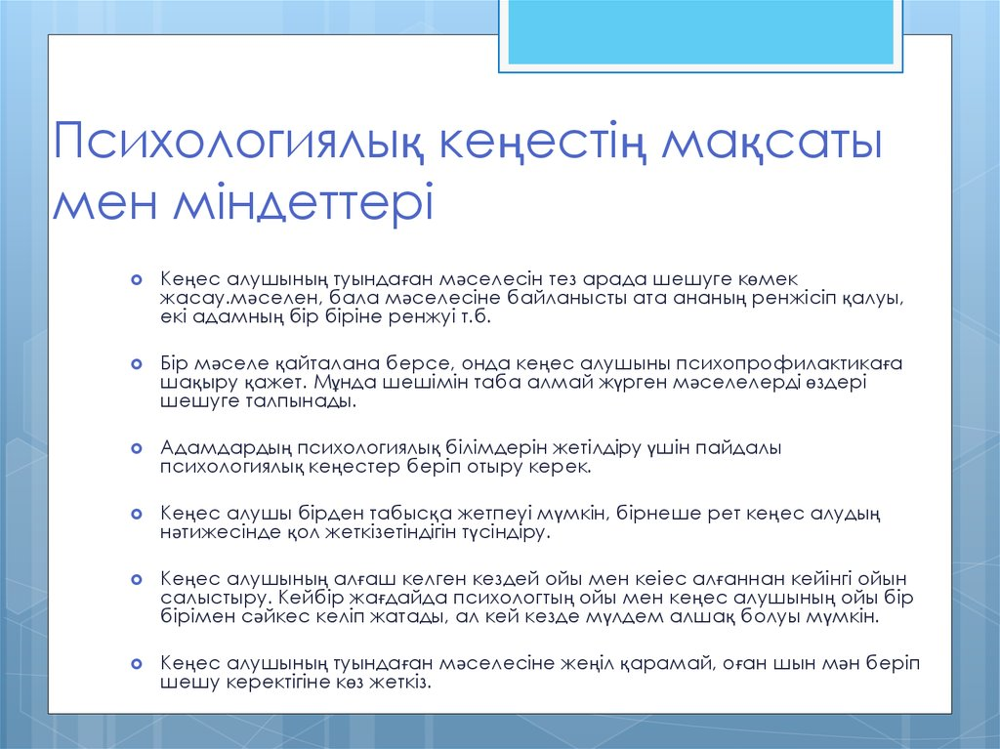 Психологиялық кеңестің мақсаты
мен міндеттері
Кеңес алушының туындаған мәселесін тез арада шешуге көмек
жасау.мәселен, бала мәселесіне байланысты ата ананың ренжісіп қалуы,
екі адамның бір біріне ренжуі т.б.
Бір мәселе қайталана берсе, онда кеңес алушыны психопрофилактикаға
шақыру қажет. Мұнда шешімін таба алмай жүрген мәселелерді өздері
шешуге талпынады.
Адамдардың психологиялық білімдерін жетілдіру үшін пайдалы
психологиялық кеңестер беріп отыру керек.
Кеңес алушы бірден табысқа жетпеуі мүмкін, бірнеше рет кеңес алудың
нәтижесінде қол жеткізетіндігін түсіндіру.
Кеңес алушының алғаш келген кездей ойы мен кеіес алғаннан кейінгі ойын
салыстыру. Кейбір жағдайда психологтың ойы мен кеңес алушының ойы бір
бірімен сәйкес келіп жатады, ал кей кезде мүлдем алшақ болуы мүмкін.
Кеңес алушының туындаған мәселесіне жеңіл қарамай, оған шын мән беріп
шешу керектігіне көз жеткіз.